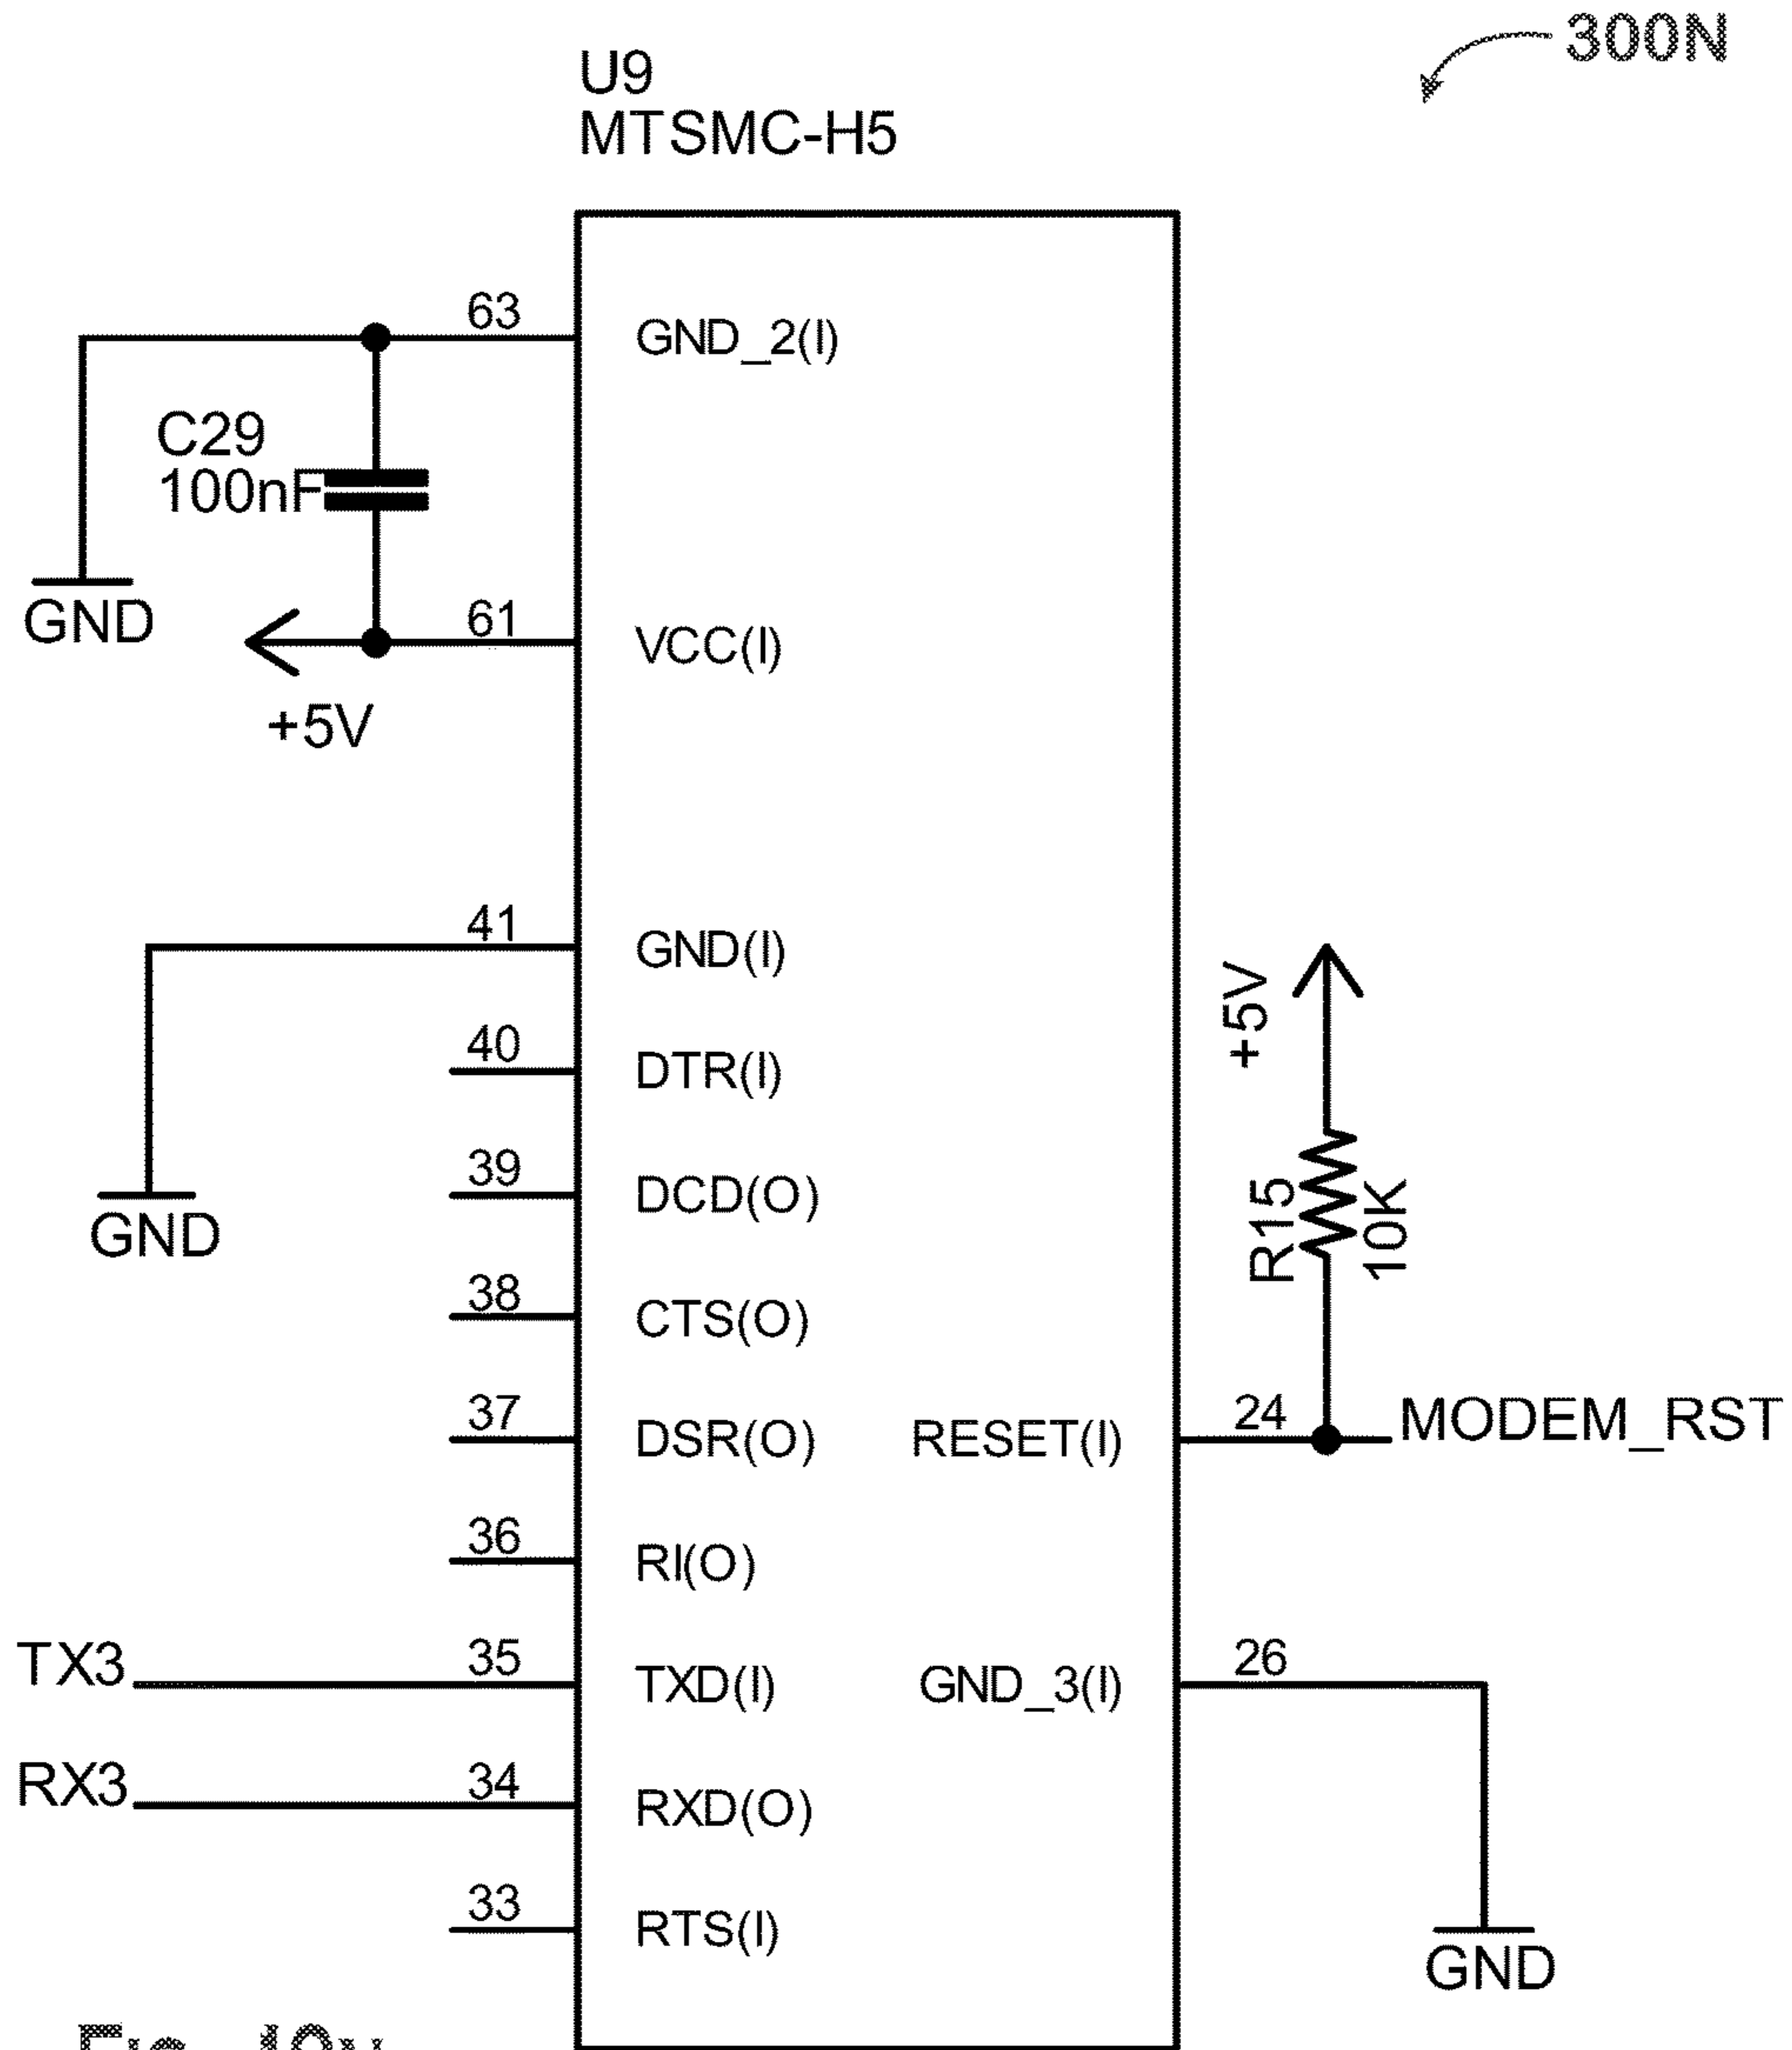 300N
U9
MTSMC-H5
63
GND_2(I)
C29
100nF
GND
61
VCC(I)
+5V
41
GND(I)
GND
40
DTR(I)
39
DCD(O)
38
CTS(O)
37
DSR(O)
36
RI(O)
TX3
35
TXD(I)
RX3
34
RXD(O)
33
RTS(I)
+5V
R15
10K
RESET(I)
24
MODEM_RST
GND_3(I)
26
GND